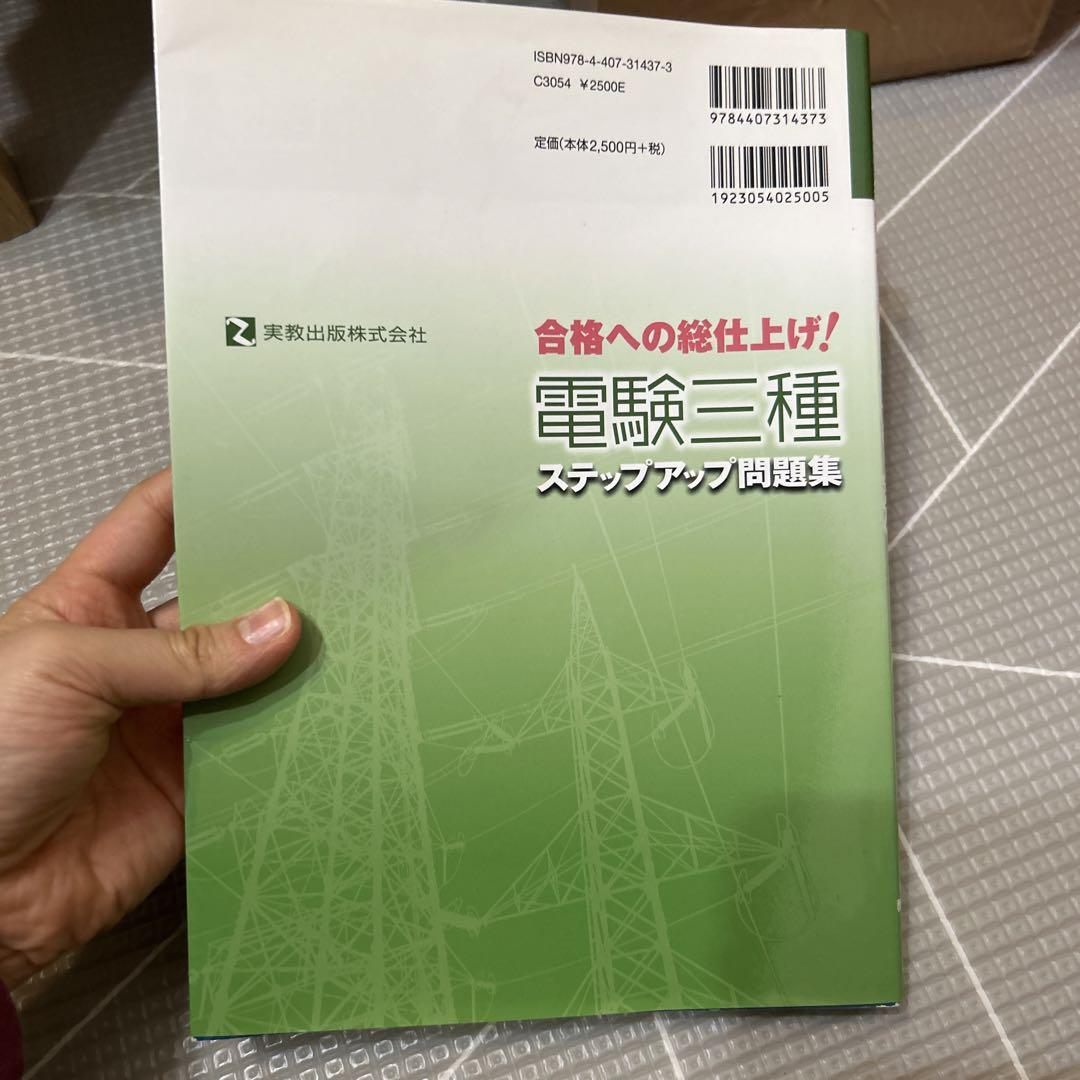 ISBN978-4-407-31437-3
C3054 ¥2500E
9784407314373
定価(本体2,500円+税)
1923054025005
実教出版株式会社
合格への総仕上げ!
電験三種
ステップアップ問題集